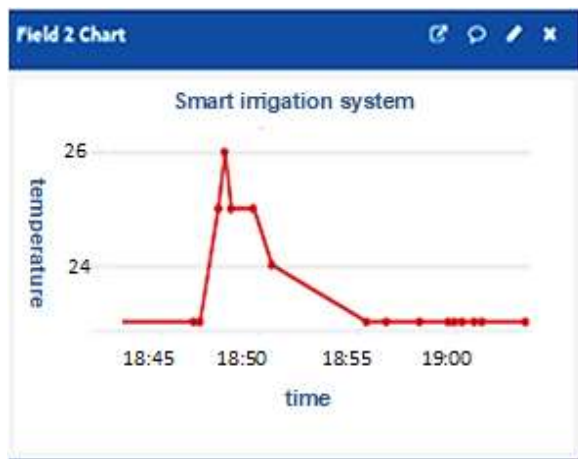 Field 2 Chart
Smart irrigation system
26
temperature
24
18:45 18:50 18:55 19:00
time